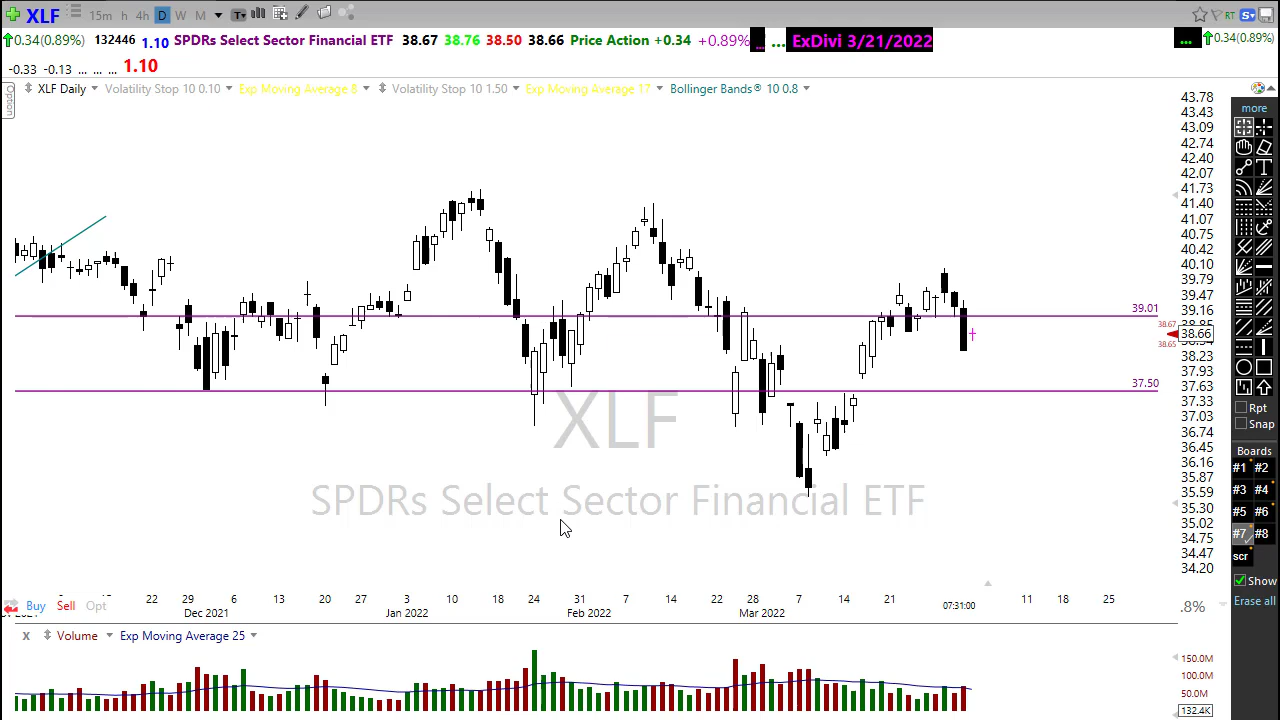 XLF 15m h 4h D W M T RT S
0.34(0.89%) 132446 1.10 SPDRs Select Sector Financial ETF 38.67 38.76 38.50 38.66 Price Action +0.34 +0.89% ... ... ExDivi 3/21/2022 ... 0.34(0.89%)
-0.33 -0.13 ... ... ... 1.10
Option
XLF Daily Volatility Stop 10 0.10 Exp Moving Average 8 Volatility Stop 10 1.50 Exp Moving Average 17 Bollinger Bands® 10 0.8
43.78
43.43
43.09
42.74
42.40
42.07
41.73
41.40
41.07
40.75
40.42
40.10
39.79
39.47
39.01
39.16
38.67
38.66
38.65
38.23
37.93
37.50
37.63
37.33
37.03
36.74
36.45
36.16
35.87
35.59
35.30
35.02
34.75
34.47
34.20
XLF
SPDRs Select Sector Financial ETF
more
T
Rpt
Snap
Boards
#1 #2
#3 #4
#5 #6
#7 #8
scr
Show
Erase all
22 29 6 13 20 27 3 10 18 24 31 7 14 22 28 7 14 21 07:31:00 11 18 25
Dec 2021 Jan 2022 Feb 2022 Mar 2022
Buy Sell Opt
.8%
X Volume Exp Moving Average 25
150.0M
100.0M
50.0M
132.4K